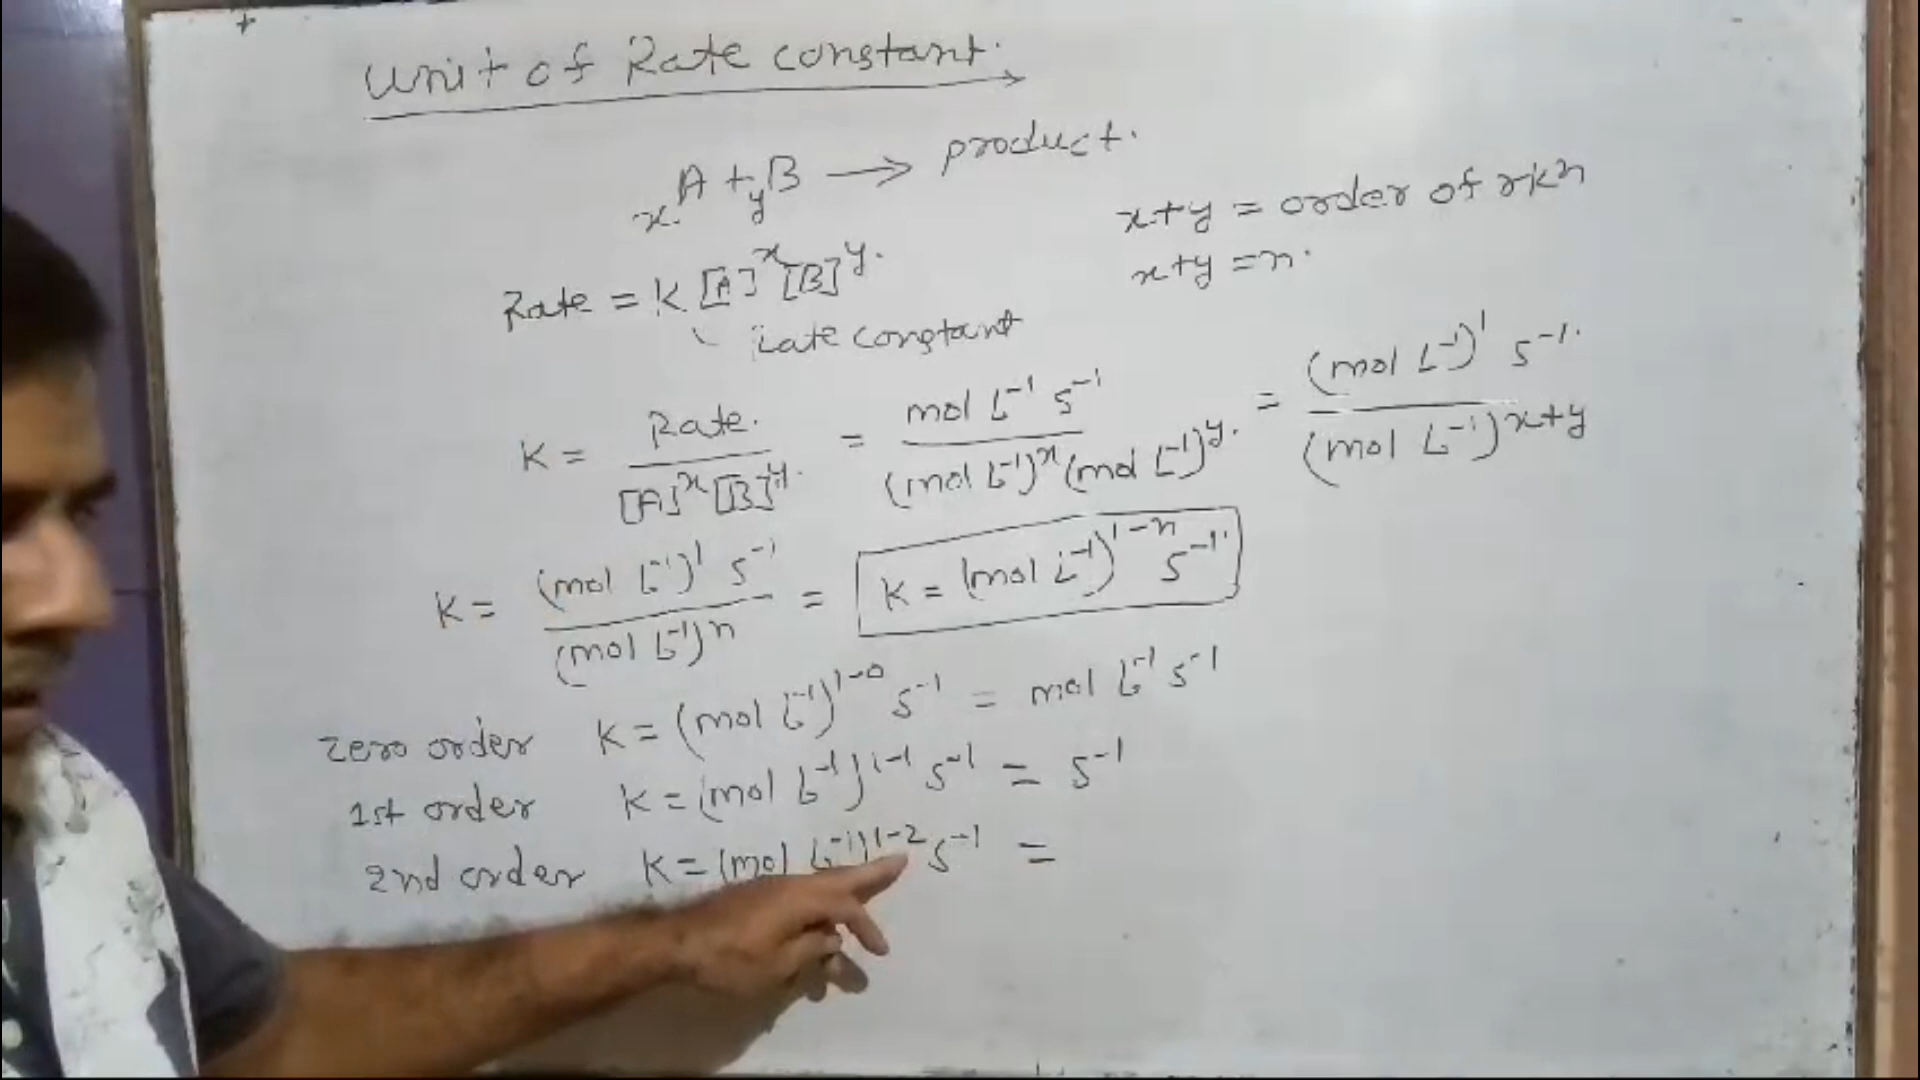 Unit of Rate constant.
xA + yB → product.
x+y = order of rkn
x+y = n.
Rate = K [A]^x [B]^y.
Rate constant
K = Rate. / [A]^x [B]^y. = mol L^-1 s^-1 / (mol L^-1)^x (mol L^-1)^y. = (mol L^-1)^1 s^-1. / (mol L^-1)^x+y
K = (mol L^-1)^1 s^-1 / (mol L^-1)^n = K = (mol L^-1)^1-n s^-1.
zero order K = (mol L^-1)^1-0 s^-1 = mol L^-1 s^-1
1st order K = (mol L^-1)^1-1 s^-1 = s^-1
2nd order K = (mol L^-1)^1-2 s^-1 =